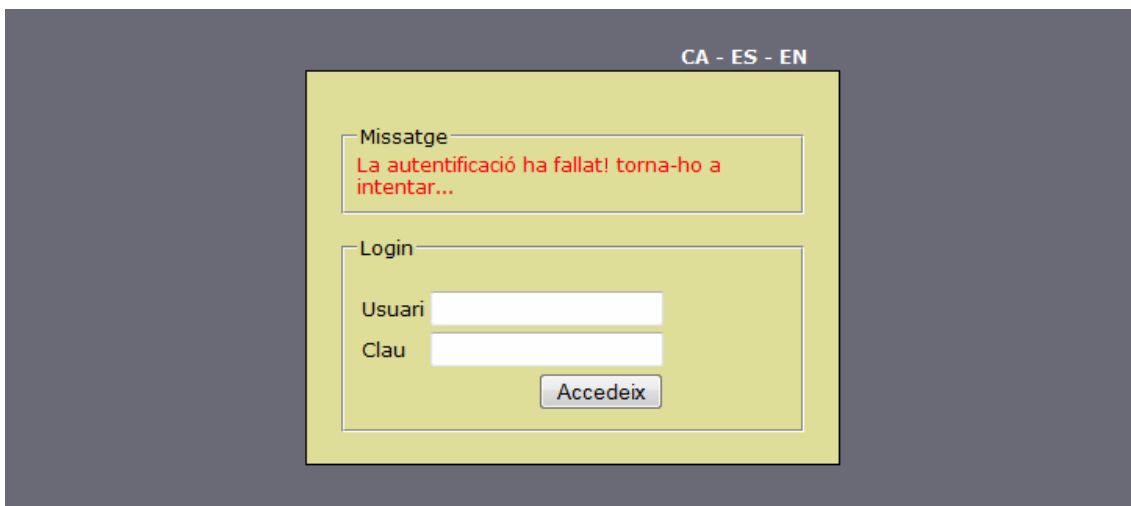 CA - ES - EN
Missatge
La autentificació ha fallat! torna-ho a
intentar...
Login
Usuari
Clau
Accedeix